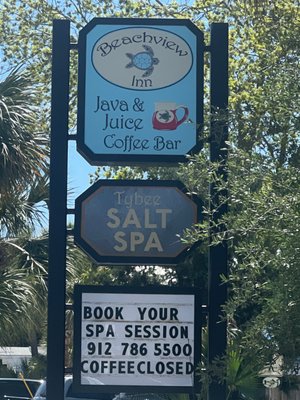 Beachview
Inn
Java &
Juice
Coffee Bar
Tybee
SALT
SPA
BOOK YOUR
SPA SESSION
912 786 5500
COFFEECLOSED